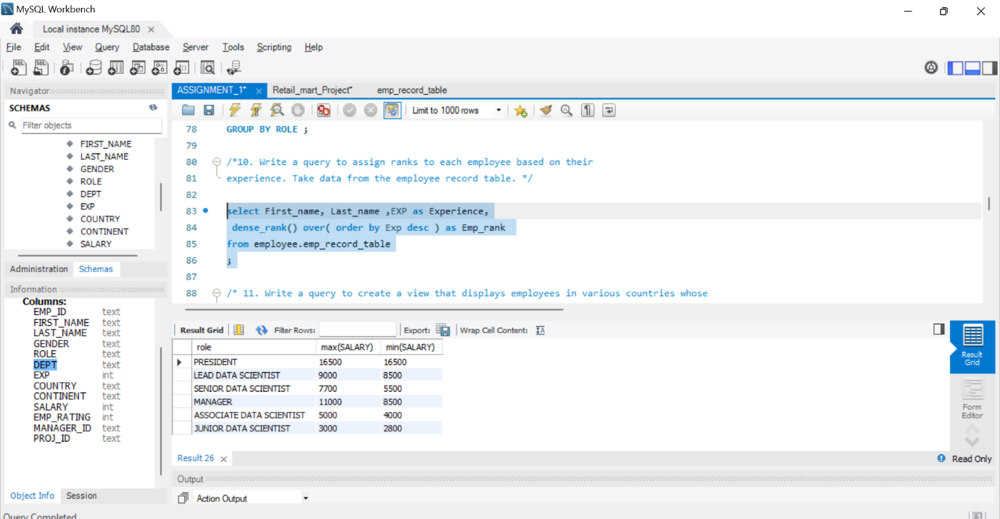 MySQL Workbench
Local instance MySQL80
File Edit View Query Database Server Tools Scripting Help
Navigator
SCHEMAS
Filter objects
FIRST_NAME
LAST_NAME
GENDER
ROLE
DEPT
EXP
COUNTRY
CONTINENT
SALARY
Administration Schemas
Information
Columns:
EMP_ID text
FIRST_NAME text
LAST_NAME text
GENDER text
ROLE text
DEPT text
EXP int
COUNTRY text
CONTINENT text
SALARY int
EMP_RATING int
MANAGER_ID text
PROJ_ID text
Object Info Session
Query Completed
ASSIGNMENT_1* Retail_mart_Project* emp_record_table
Limit to 1000 rows
78 GROUP BY ROLE ;
79
80 /*10. Write a query to assign ranks to each employee based on their
81 experience. Take data from the employee record table. */
82
83 select First_name, Last_name ,EXP as Experience,
84 dense_rank() over( order by Exp desc ) as Emp_rank
85 from employee.emp_record_table
86 ;
87
88 /* 11. Write a query to create a view that displays employees in various countries whose
Result Grid Filter Rows: Export: Wrap Cell Content:
role max(SALARY) min(SALARY)
PRESIDENT 16500 16500
LEAD DATA SCIENTIST 9000 8500
SENIOR DATA SCIENTIST 7700 5500
MANAGER 11000 8500
ASSOCIATE DATA SCIENTIST 5000 4000
JUNIOR DATA SCIENTIST 3000 2800
Result
Grid
Form
Editor
Result 26
Read Only
Output
Action Output